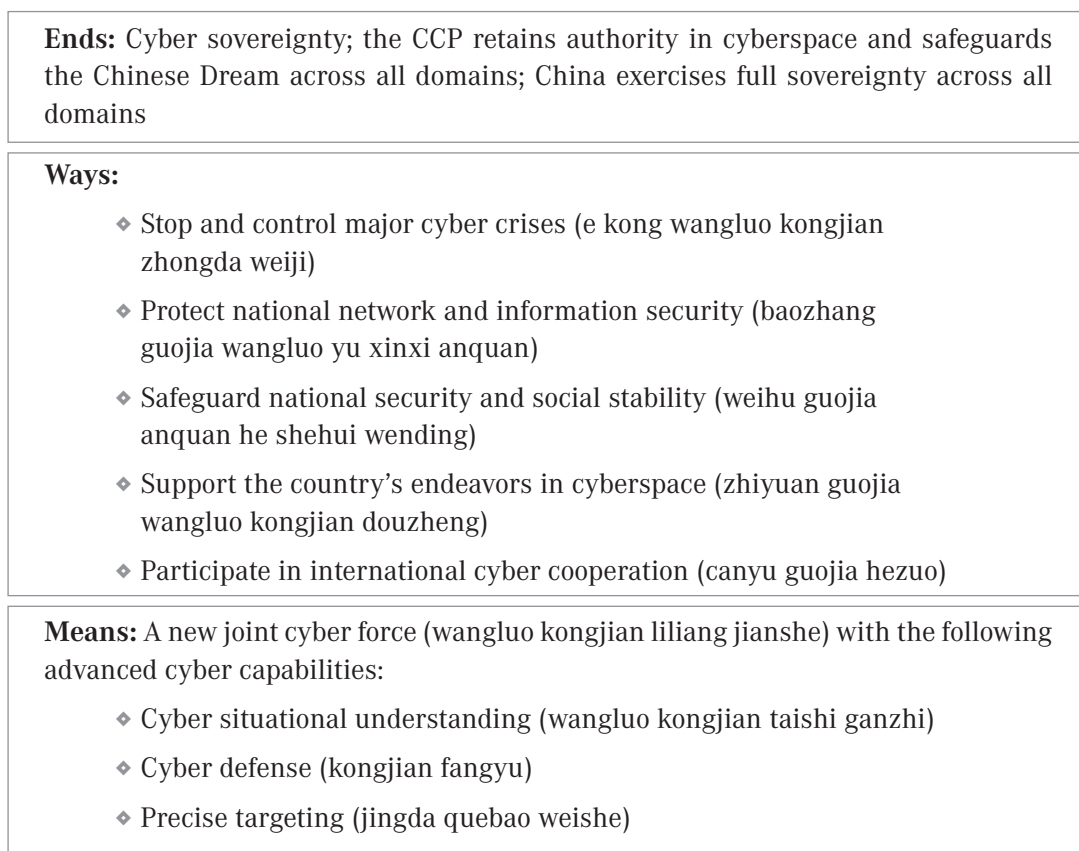 Ends: Cyber sovereignty; the CCP retains authority in cyberspace and safeguards
the Chinese Dream across all domains; China exercises full sovereignty across all
domains
Ways:
❖ Stop and control major cyber crises (e kong wangluo kongjian
zhongda weiji)
❖ Protect national network and information security (baozhang
guojia wangluo yu xinxi anquan)
❖ Safeguard national security and social stability (weihu guojia
anquan he shehui wending)
❖ Support the country’s endeavors in cyberspace (zhiyuan guojia
wangluo kongjian douzheng)
❖ Participate in international cyber cooperation (canyu guojia hezuo)
Means: A new joint cyber force (wangluo kongjian liliang jianshe) with the following
advanced cyber capabilities:
❖ Cyber situational understanding (wangluo kongjian taishi ganzhi)
❖ Cyber defense (kongjian fangyu)
❖ Precise targeting (jingda quebao weishe)